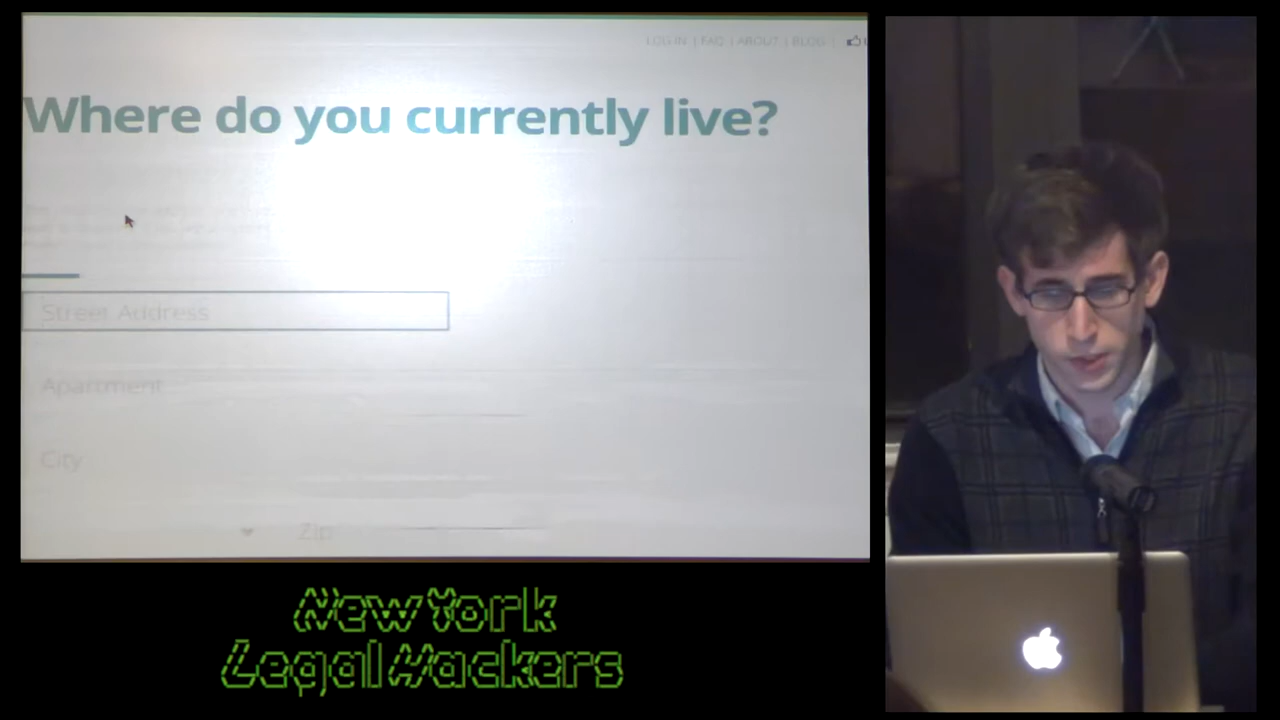 LOG IN | FAQ | ABOUT | BLOG |
Where do you currently live?
Street Address
Apartment
City
Zip
New York
Legal Hackers